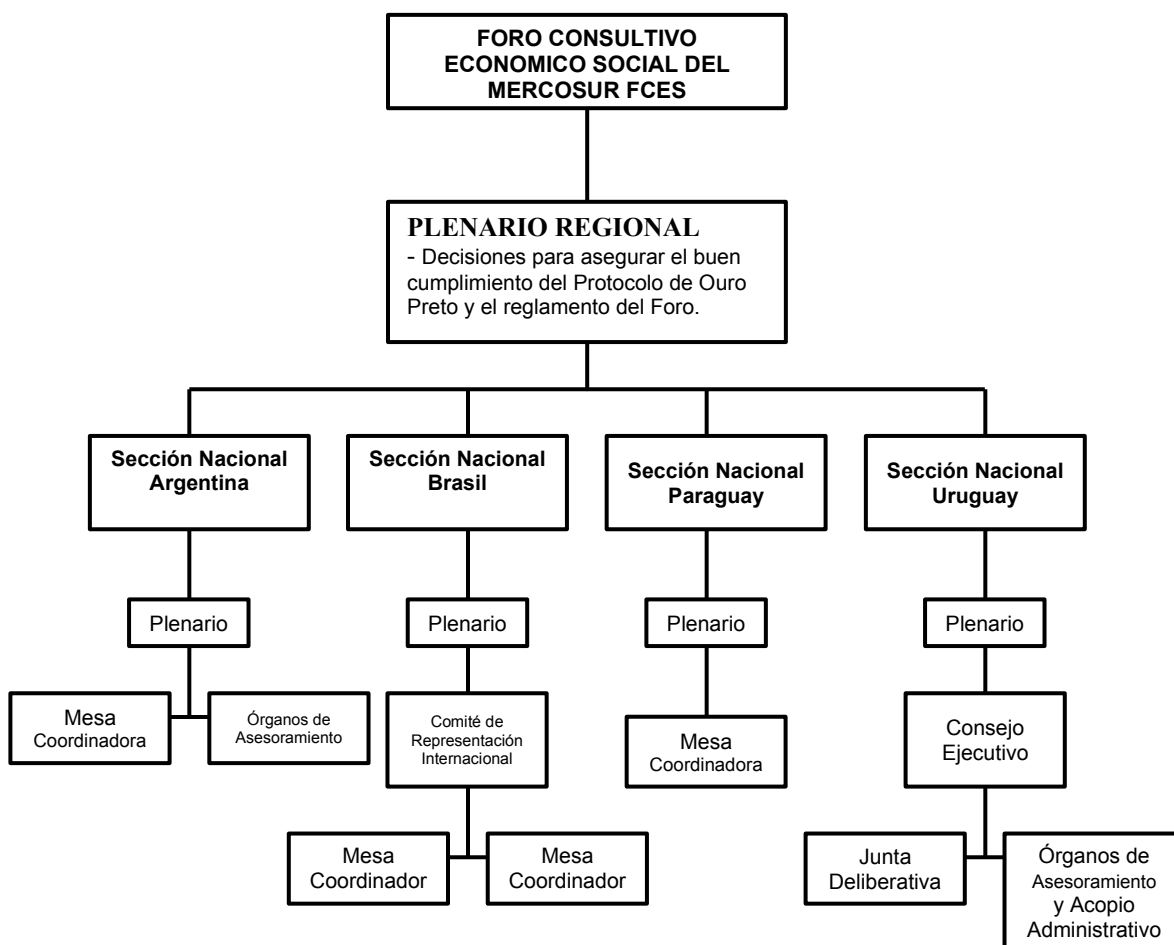 FORO CONSULTIVO
ECONOMICO SOCIAL DEL
MERCOSUR FCES
PLENARIO REGIONAL
- Decisiones para asegurar el buen
cumplimiento del Protocolo de Ouro
Preto y el reglamento del Foro.
Sección Nacional
Argentina
Sección Nacional
Brasil
Sección Nacional
Paraguay
Sección Nacional
Uruguay
Plenario
Plenario
Plenario
Plenario
Mesa
Coordinadora
Órganos de
Asesoramiento
Comité de
Representación
Internacional
Mesa
Coordinadora
Consejo
Ejecutivo
Mesa
Coordinador
Mesa
Coordinador
Junta
Deliberativa
Órganos de
Asesoramiento
y Acopio
Administrativo